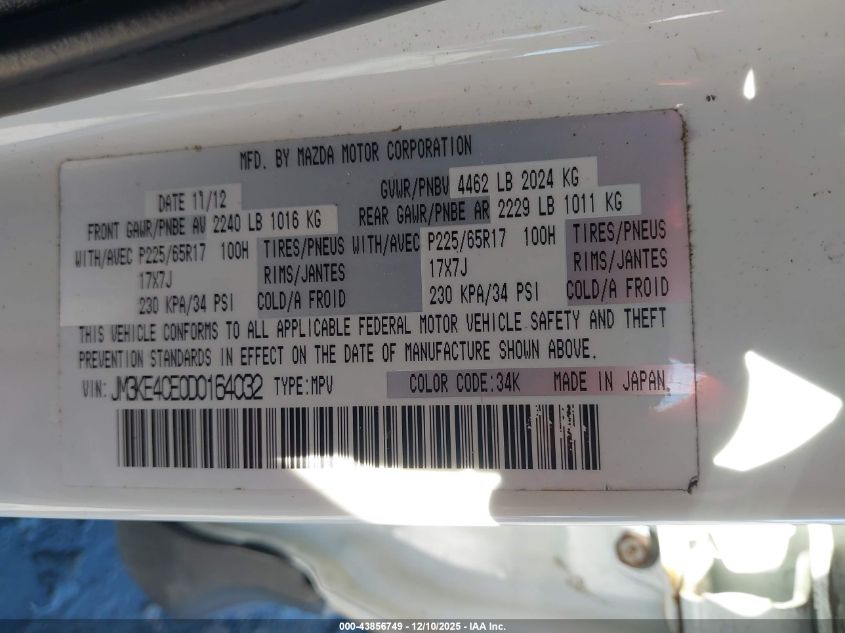 MFD. BY MAZDA MOTOR CORPORATION
DATE 11/12
GVWR/PNBV 4462 LB 2024 KG
FRONT GAWR/PNBE AV 2240 LB 1016 KG
REAR GAWR/PNBE AR 2229 LB 1011 KG
WITH/AVEC P225/65R17 100H TIRES/PNEUS WITH/AVEC P225/65R17 100H TIRES/PNEUS
17X7J RIMS/JANTES 17X7J RIMS/JANTES
230 KPA/34 PSI COLD/A FROID 230 KPA/34 PSI COLD/A FROID
THIS VEHICLE CONFORMS TO ALL APPLICABLE FEDERAL MOTOR VEHICLE SAFETY AND THEFT
PREVENTION STANDARDS IN EFFECT ON THE DATE OF MANUFACTURE SHOWN ABOVE.
VIN: JM3KE4CE0D0164032 TYPE:MPV COLOR CODE:34K MADE IN JAPAN
000-43856749 - 12/10/2025 - IAA Inc.